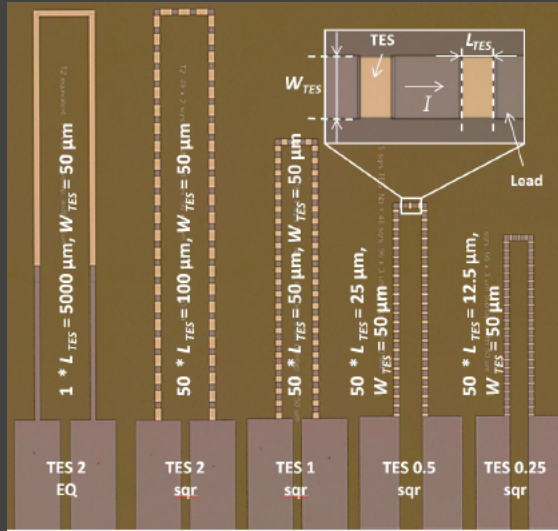 TES
L_TES
W_TES
I
Lead
1 * L_TES = 5000 µm, W_TES = 50 µm
50 * L_TES = 100 µm, W_TES = 50 µm
50 * L_TES = 50 µm, W_TES = 50 µm
50 * L_TES = 25 µm,
W_TES = 50 µm
50 * L_TES = 12.5 µm,
W_TES = 50 µm
TES 2
EQ
TES 2
sqr
TES 1
sqr
TES 0.5
sqr
TES 0.25
sqr